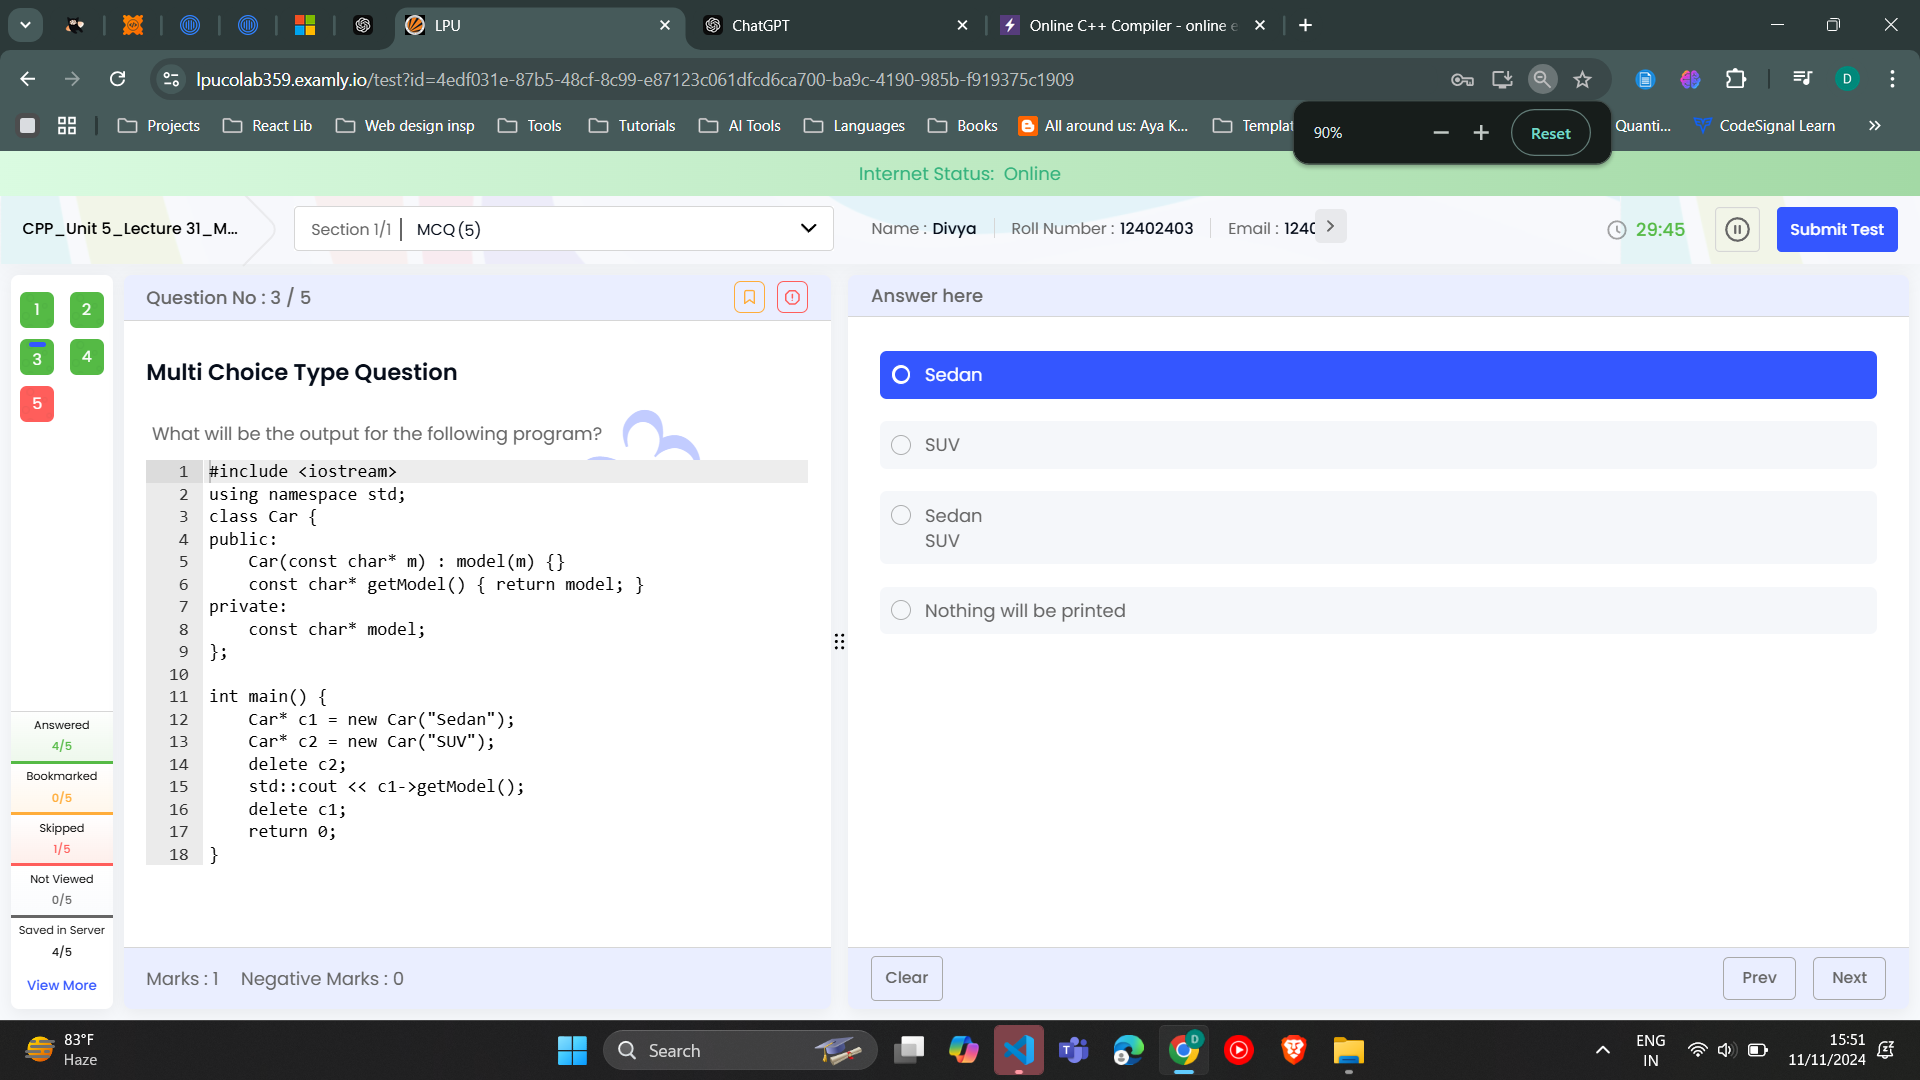 LPU
ChatGPT
Online C++ Compiler - online e
lpucolab359.examly.io/test?id=4edf031e-87b5-48cf-8c99-e87123c061dfcd6ca700-ba9c-4190-985b-f919375c1909
D
Projects
React Lib
Web design insp
Tools
Tutorials
AI Tools
Languages
Books
All around us: Aya K...
Templat
Quanti...
CodeSignal Learn
90%
Reset
Internet Status: Online
CPP_Unit 5_Lecture 31_M...
Section 1/1 | MCQ (5)
Name : Divya
Roll Number : 12402403
Email : 1240
29:45
Submit Test
1
2
3
4
5
Answered
4/5
Bookmarked
0/5
Skipped
1/5
Not Viewed
0/5
Saved in Server
4/5
View More
Question No : 3 / 5
Multi Choice Type Question
What will be the output for the following program?
1 #include <iostream>
2 using namespace std;
3 class Car {
4 public:
5     Car(const char* m) : model(m) {}
6     const char* getModel() { return model; }
7 private:
8     const char* model;
9 };
10
11 int main() {
12     Car* c1 = new Car("Sedan");
13     Car* c2 = new Car("SUV");
14     delete c2;
15     std::cout << c1->getModel();
16     delete c1;
17     return 0;
18 }
Marks : 1
Negative Marks : 0
Answer here
Sedan
SUV
Sedan
SUV
Nothing will be printed
Clear
Prev
Next
83°F
Haze
Search
D
ENG
IN
15:51
11/11/2024